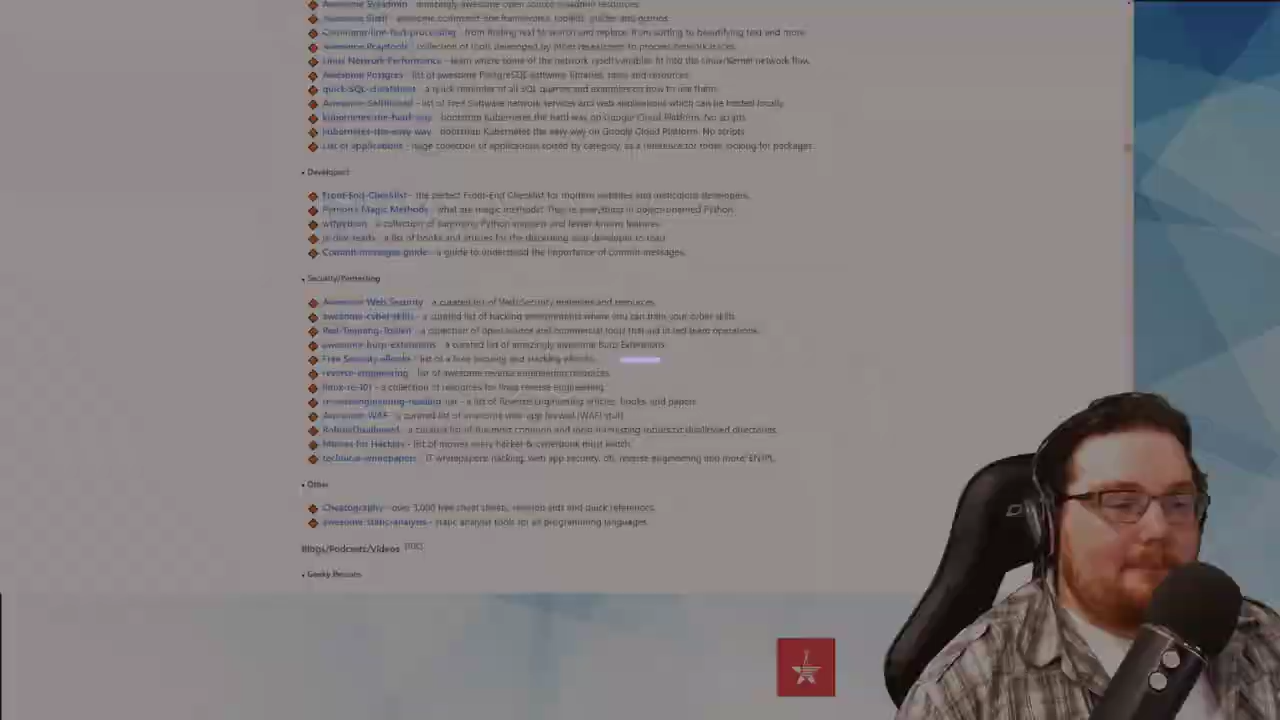 Awesome Sysadmin - amazingly awesome open source sysadmin resources.
Awesome Shell - awesome command-line frameworks, toolkits, guides and gizmos.
Command-line-text-processing - from finding text to search and replace, from sorting to beautifying text and more.
Awesome Pcaptools - collection of tools developed by other researchers to process network traces.
Linux Network Performance - learn where some of the network sysctl variables fit into the Linux/Kernel network flow.
Awesome Postgres - list of awesome PostgreSQL software, libraries, tools and resources.
quick-SQL-cheatsheet - a quick reminder of all SQL queries and examples on how to use them.
Awesome-Selfhosted - list of Free Software network services and web applications which can be hosted locally.
kubernetes-the-hard-way - bootstrap Kubernetes the hard way on Google Cloud Platform. No scripts.
kubernetes-the-easy-way - bootstrap Kubernetes the easy way on Google Cloud Platform. No scripts.
List of applications - huge collection of applications sorted by category, as a reference for those looking for packages.
• Developers
Front-End-Checklist - the perfect Front-End Checklist for modern websites and meticulous developers.
Python's Magic Methods - what are magic methods? They're everything in object-oriented Python.
wtfpython - a collection of surprising Python snippets and lesser-known features.
js-dev-reads - a list of books and articles for the discerning web developer to read.
Commit messages guide - a guide to understand the importance of commit messages.
• Security/Pentesting
Awesome Web Security - a curated list of Web Security materials and resources.
awesome-cyber-skills - a curated list of hacking environments where you can train your cyber skills.
Red-Teaming-Toolkit - a collection of open source and commercial tools that aid in red team operations.
awesome-burp-extensions - a curated list of amazingly awesome Burp Extensions.
Free Security eBooks - list of a Free Security and Hacking eBooks.
reverse-engineering - list of awesome reverse engineering resources.
linux-re-101 - a collection of resources for linux reverse engineering.
reverseengineering-reading-list - a list of Reverse Engineering articles, books, and papers.
Awesome-WAF - a curated list of awesome web-app firewall (WAF) stuff.
RobotsDisallowed - a curated list of the most common and most interesting robots.txt disallowed directories.
Movies for Hackers - list of movies every hacker & cyberpunk must watch.
technical-whitepapers - IT whitepapers: hacking, web app security, db, reverse engineering and more; EN/PL.
• Other
Cheatography - over 3,000 free cheat sheets, revision aids and quick references.
awesome-static-analysis - static analysis tools for all programming languages.
Blogs/Podcasts/Videos [TOC]
• Geeky Persons